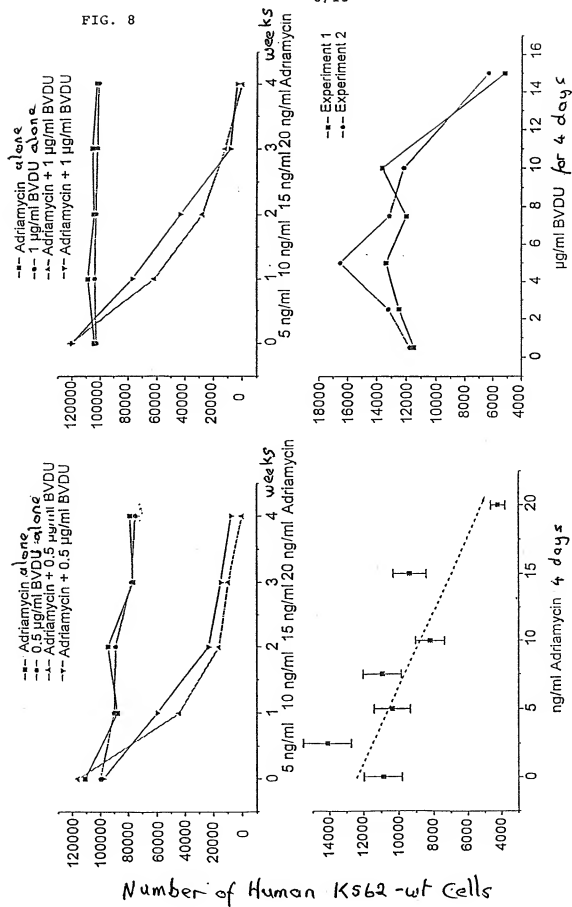 FIG. 8
Adriamycin alone
0.5 µg/ml BVDU alone
Adriamycin + 0.5 µg/ml BVDU
Adriamycin + 0.5 µg/ml BVDU
120000
100000
80000
60000
40000
20000
0
0 1 2 3 4 weeks
5 ng/ml 10 ng/ml 15 ng/ml 20 ng/ml Adriamycin
Adriamycin alone
1 µg/ml BVDU alone
Adriamycin + 1 µg/ml BVDU
Adriamycin + 1 µg/ml BVDU
120000
100000
80000
60000
40000
20000
0
0 1 2 3 4 weeks
5 ng/ml 10 ng/ml 15 ng/ml 20 ng/ml Adriamycin
14000
12000
10000
8000
6000
4000
0 5 10 15 20
ng/ml Adriamycin 4 days
Experiment 1
Experiment 2
18000
16000
14000
12000
10000
8000
6000
4000
0 2 4 6 8 10 12 14 16
µg/ml BVDU for 4 days
Number of Human K562-wt Cells